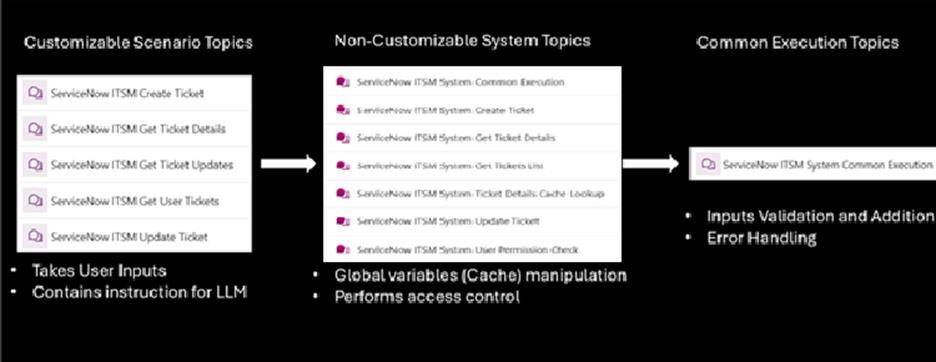 Customizable Scenario Topics
ServiceNow ITSM Create Ticket
ServiceNow ITSM Get Ticket Details
ServiceNow ITSM Get Ticket Updates
ServiceNow ITSM Get User Tickets
ServiceNow ITSM Update Ticket
• Takes User Inputs
• Contains instruction for LLM
Non-Customizable System Topics
ServiceNow ITSM System: Common Execution
ServiceNow ITSM System: Create Ticket
ServiceNow ITSM System: Get Ticket Details
ServiceNow ITSM System: Get Tickets List
ServiceNow ITSM System: Ticket Details Cache Lookup
ServiceNow ITSM System: Update Ticket
ServiceNow ITSM System: User Permission Check
• Global variables (Cache) manipulation
• Performs access control
Common Execution Topics
ServiceNow ITSM System Common Execution
• Inputs Validation and Addition
• Error Handling